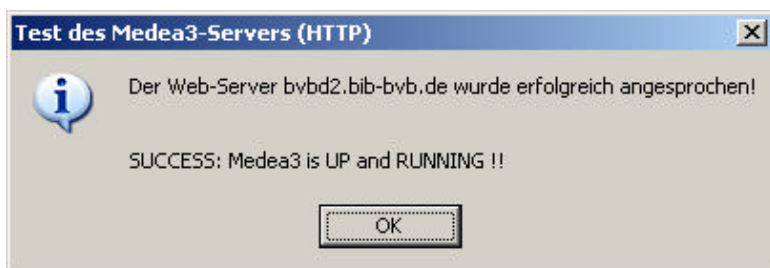 Test des Medea3-Servers (HTTP)
Der Web-Server bvbd2.bib-bvb.de wurde erfolgreich angesprochen!
SUCCESS: Medea3 is UP and RUNNING !!
OK